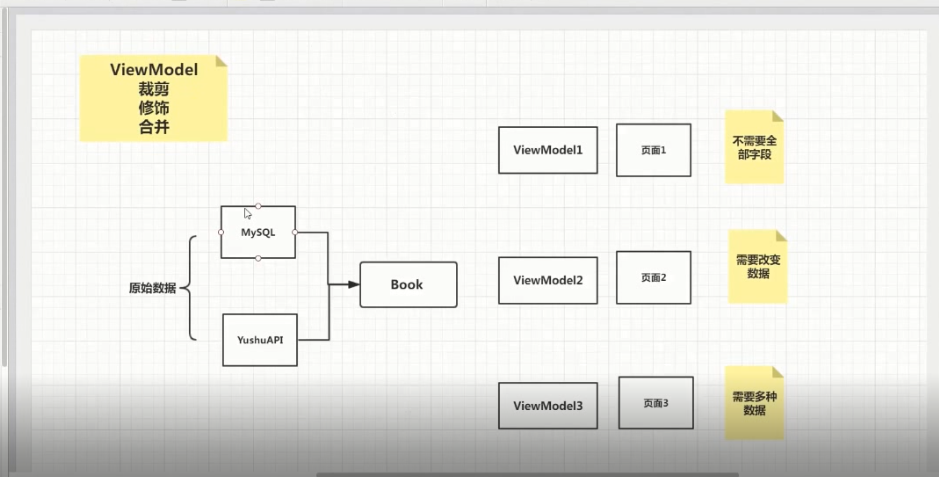 ViewModel
裁剪
修饰
合并
ViewModel1
页面1
不需要全
部字段
MySQL
原始数据
YushuAPI
Book
ViewModel2
页面2
需要改变
数据
ViewModel3
页面3
需要多种
数据